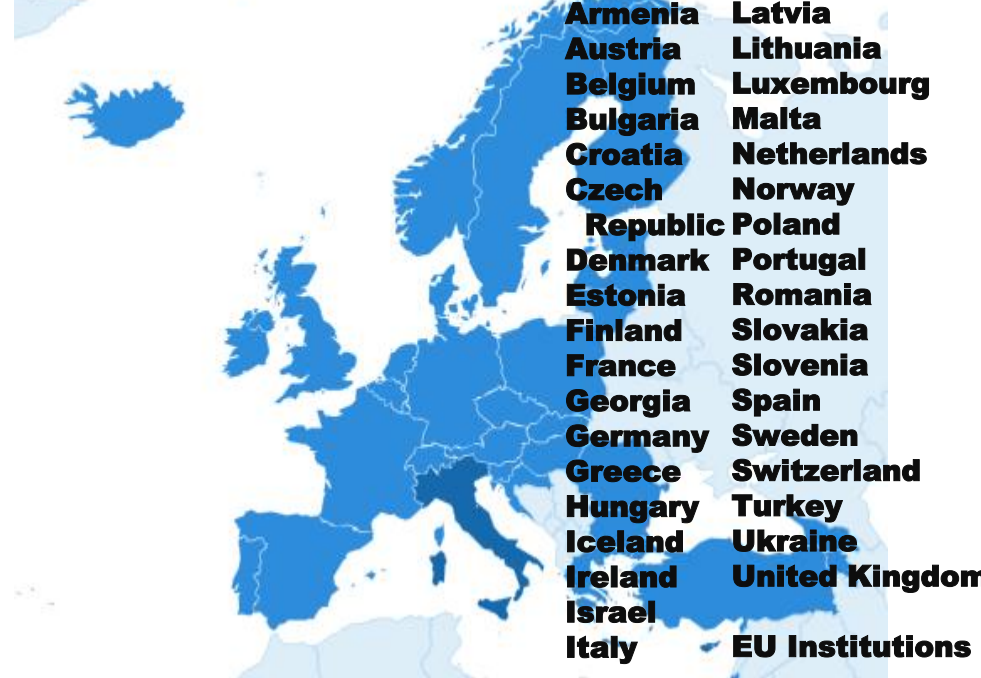 Armenia
Austria
Belgium
Bulgaria
Croatia
Czech
Republic
Denmark
Estonia
Finland
France
Georgia
Germany
Greece
Hungary
Iceland
Ireland
Israel
Italy
Latvia
Lithuania
Luxembourg
Malta
Netherlands
Norway
Poland
Portugal
Romania
Slovakia
Slovenia
Spain
Sweden
Switzerland
Turkey
Ukraine
United Kingdom
EU Institutions